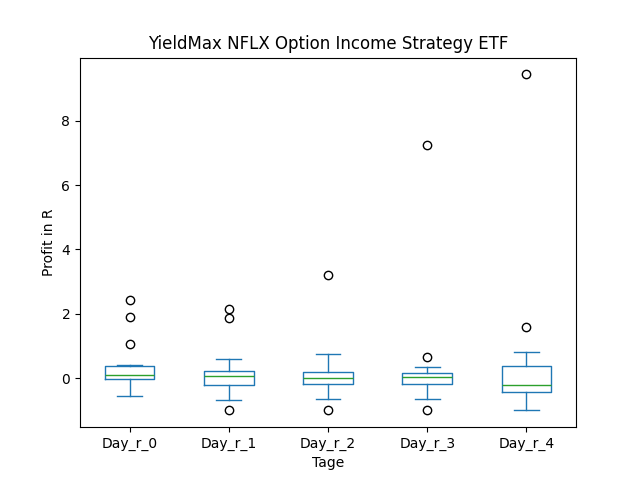 YieldMax NFLX Option Income Strategy ETF
Profit in R
8
6
4
2
0
Day_r_0 Day_r_1 Day_r_2 Day_r_3 Day_r_4
Tage